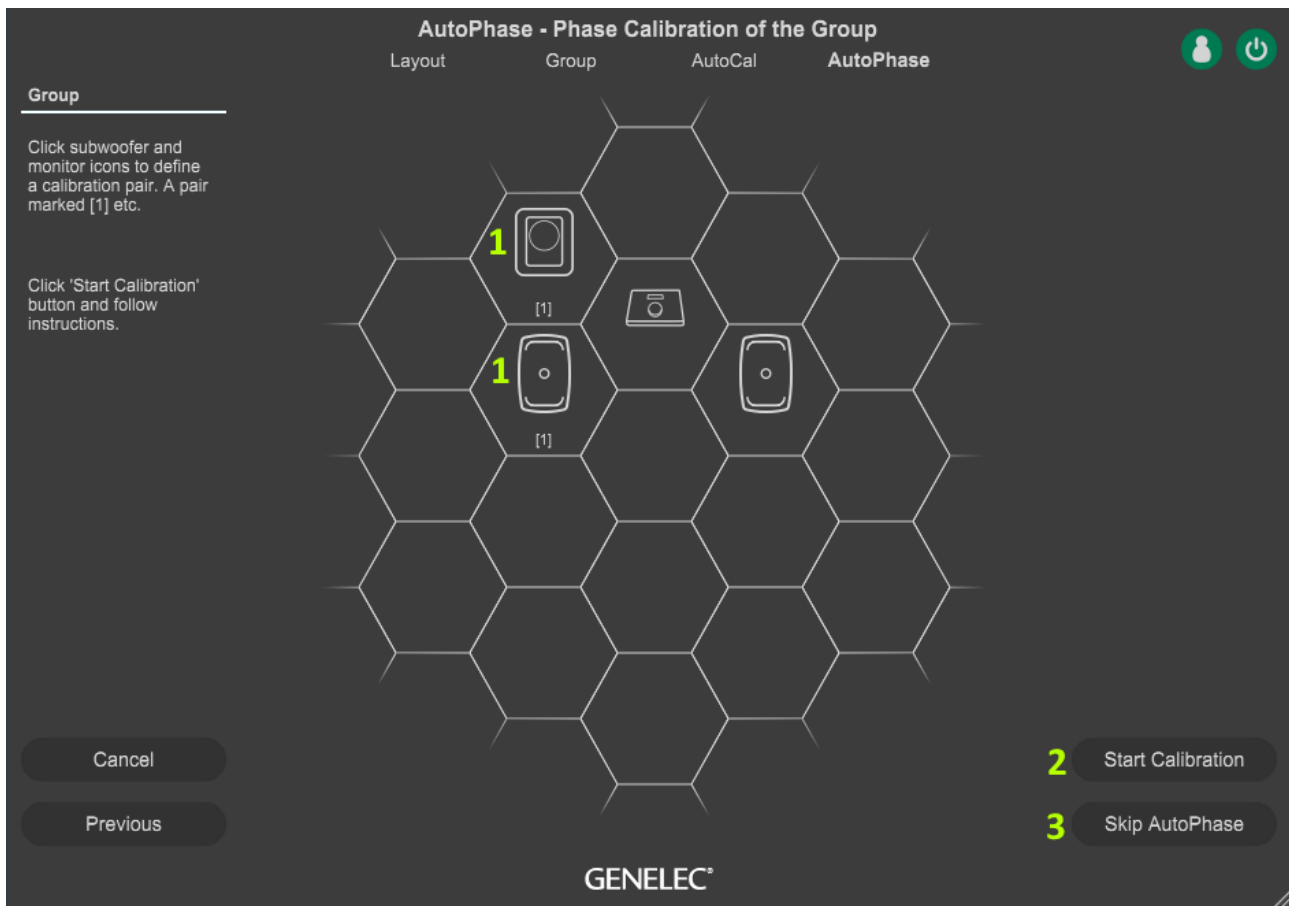 AutoPhase - Phase Calibration of the Group
Layout Group AutoCal AutoPhase
Group
Click subwoofer and
monitor icons to define
a calibration pair. A pair
marked [1] etc.
Click 'Start Calibration'
button and follow
instructions.
1
[1]
1
[1]
Cancel
Previous
2 Start Calibration
3 Skip AutoPhase
GENELEC®